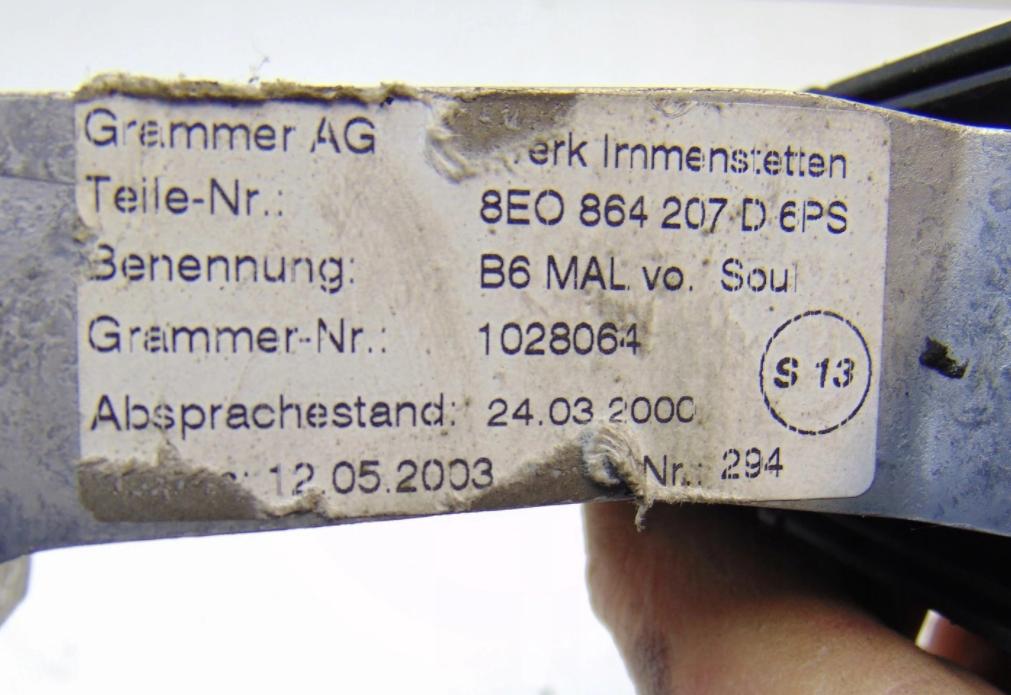 Grammer AG Werk Immenstetten
Teile-Nr.: 8EO 864 207 D 6PS
Benennung: B6 MAL vo. Soul
Grammer-Nr.: 1028064
Absprachestand: 24.03.2000
S 13
12.05.2003 Nr.: 294